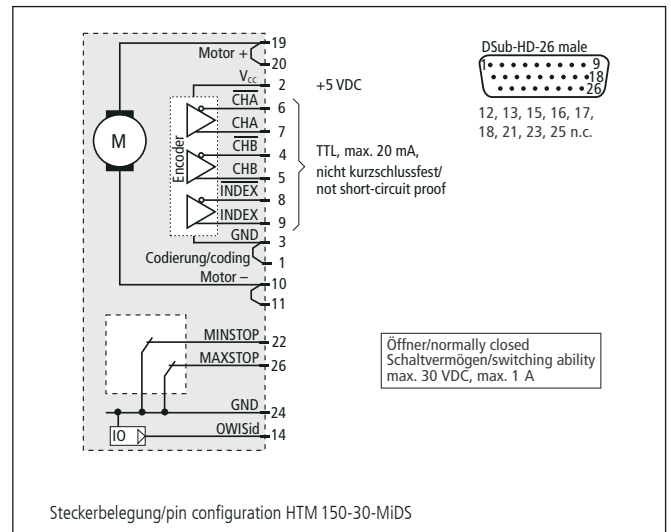 19
Motor +
20
Vcc
2
+5 VDC
CHA
6
CHA
7
CHB
4
CHB
5
INDEX
8
INDEX
9
GND
3
Codierung/coding
1
Motor –
10
11
M
Encoder
TTL, max. 20 mA,
nicht kurzschlussfest/
not short-circuit proof
DSub-HD-26 male
1
9
18
26
12, 13, 15, 16, 17,
18, 21, 23, 25 n.c.
MINSTOP
22
MAXSTOP
26
Öffner/normally closed
Schaltvermögen/switching ability
max. 30 VDC, max. 1 A
GND
24
IO
OWISid
14
Steckerbelegung/pin configuration HTM 150-30-MiDS